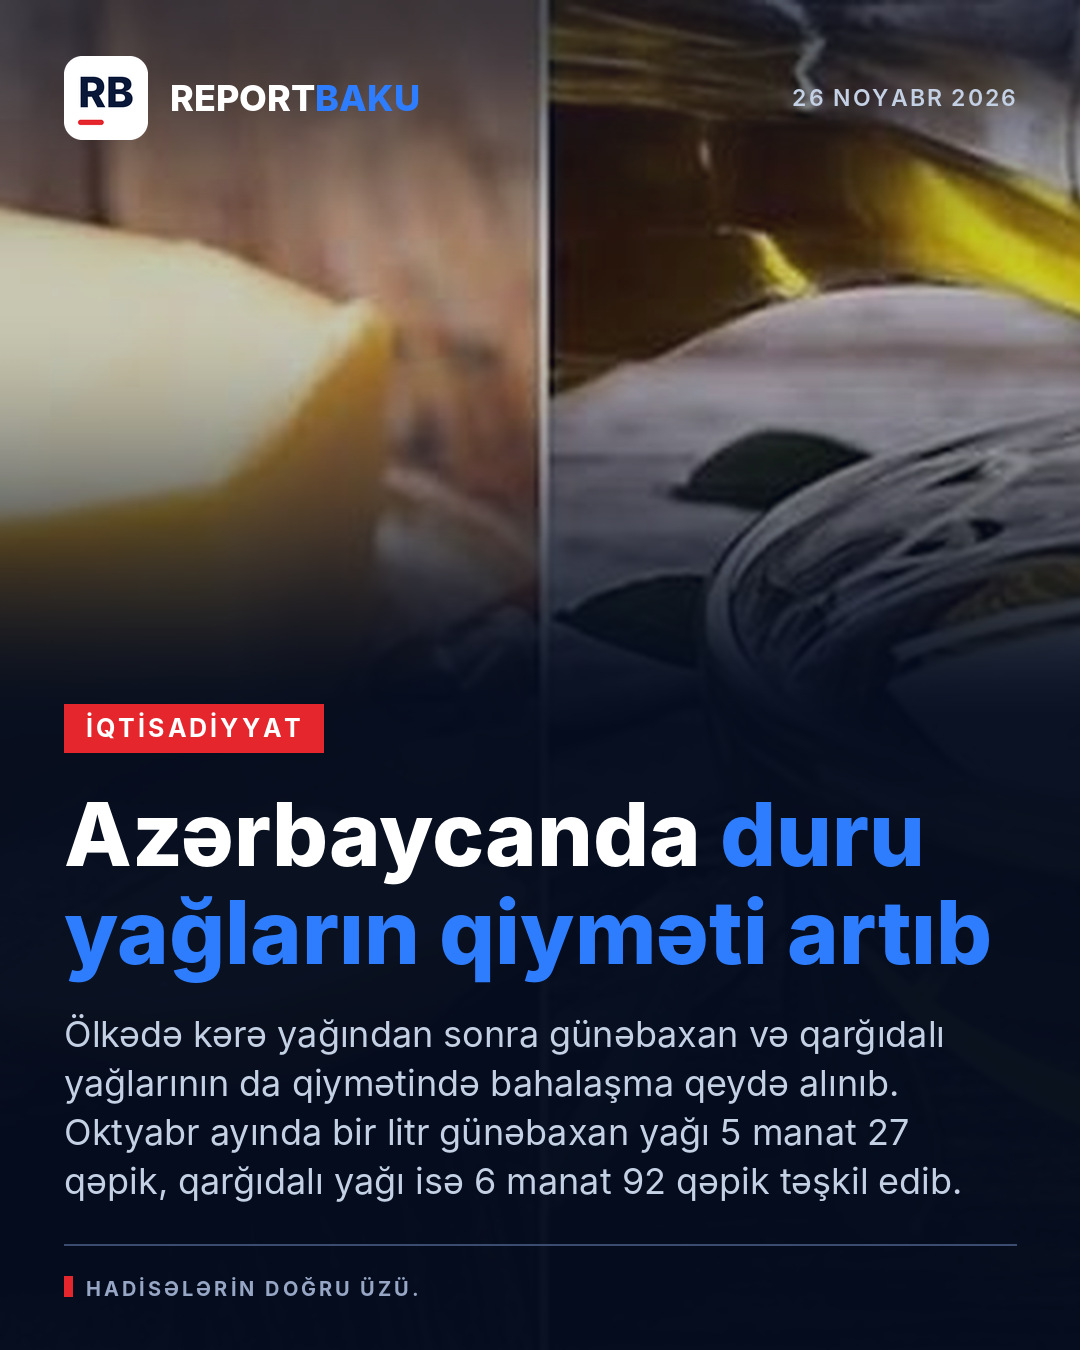 RB
REPORTBAKU
26 NOYABR 2026
İQTİSADİYYAT
Azərbaycanda duru
yağların qiyməti artıb
Ölkədə kərə yağından sonra günəbaxan və qarğıdalı
yağlarının da qiymətində bahalaşma qeydə alınıb.
Oktyabr ayında bir litr günəbaxan yağı 5 manat 27
qəpik, qarğıdalı yağı isə 6 manat 92 qəpik təşkil edib.
HADİSƏLƏRİN DOĞRU ÜZÜ.